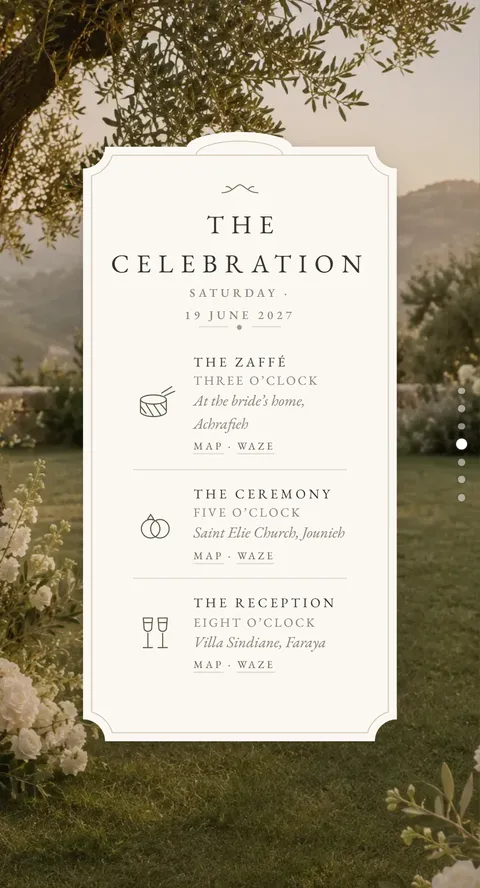 THE
CELEBRATION
SATURDAY ·
19 JUNE 2027
THE ZAFFÉ
THREE O’CLOCK
At the bride’s home,
Achrafieh
MAP · WAZE
THE CEREMONY
FIVE O’CLOCK
Saint Elie Church, Jounieh
MAP · WAZE
THE RECEPTION
EIGHT O’CLOCK
Villa Sindiane, Faraya
MAP · WAZE